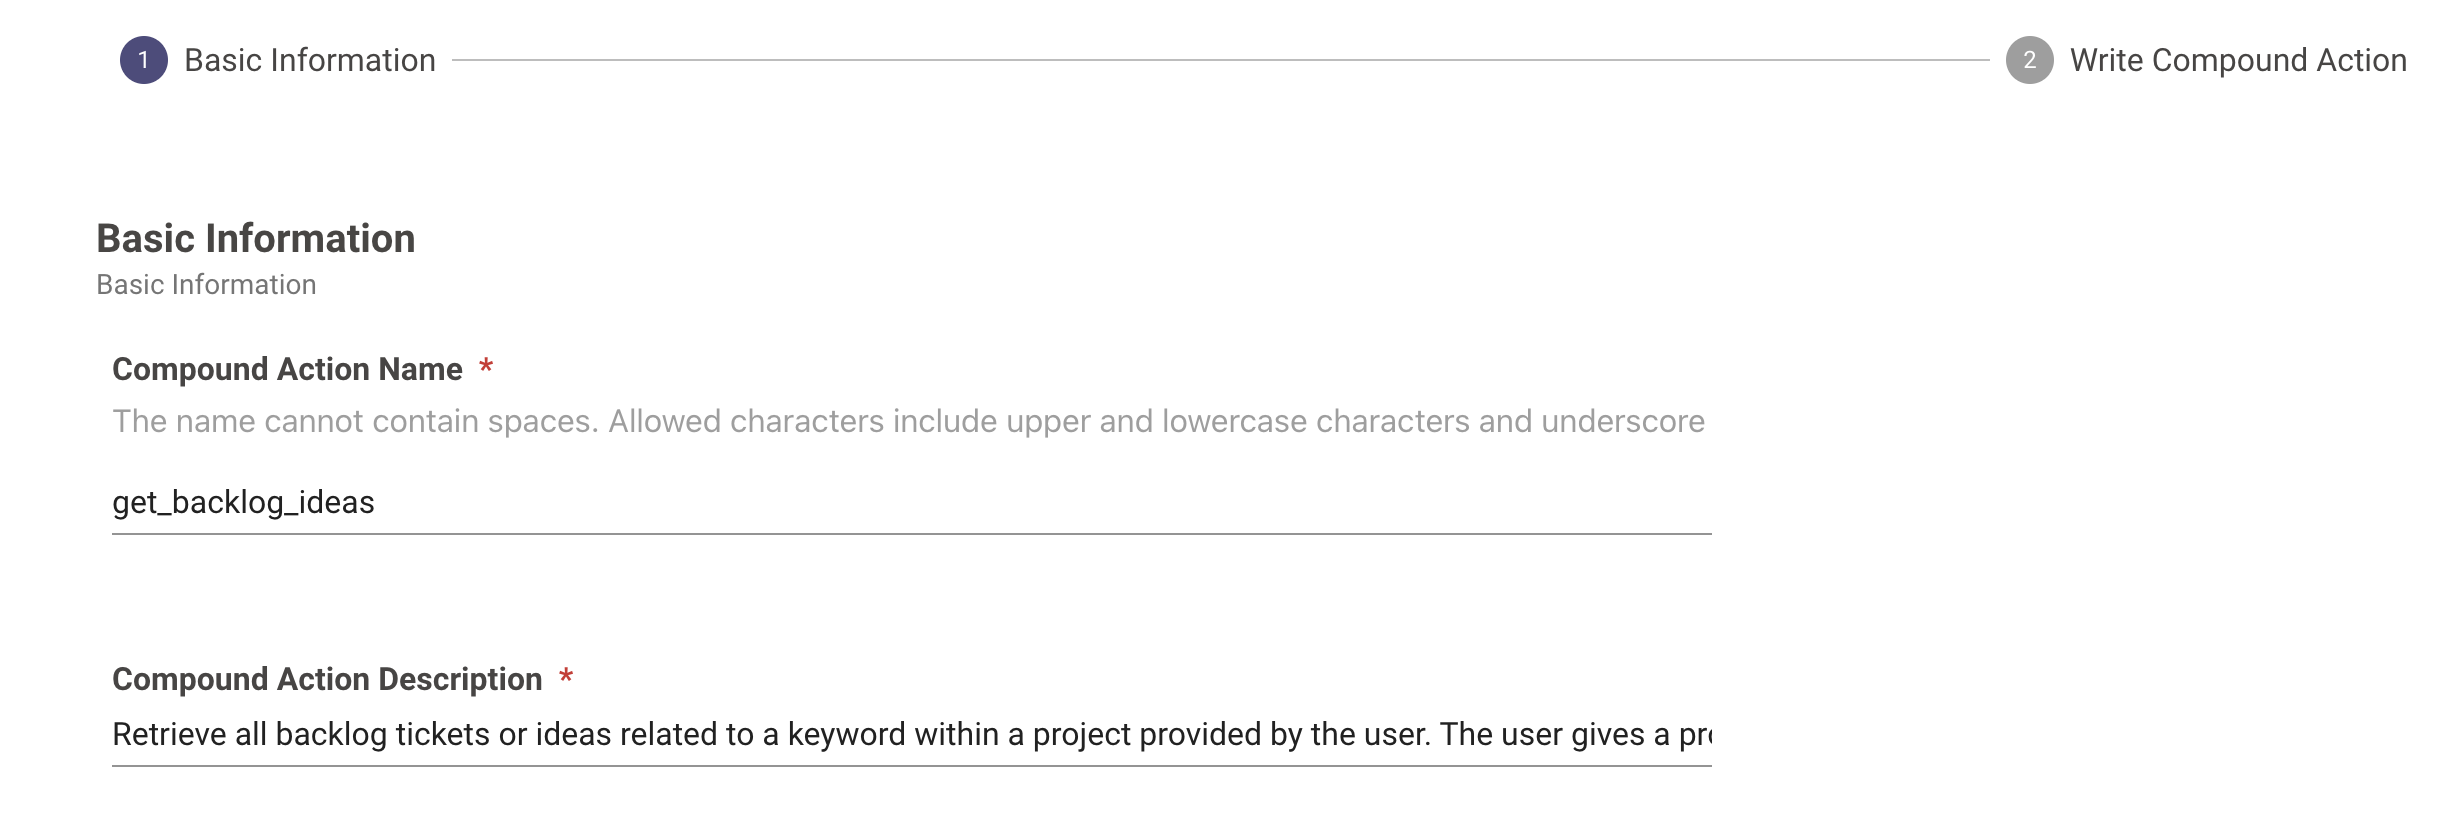 1 Basic Information
2 Write Compound Action
Basic Information
Basic Information
Compound Action Name *
The name cannot contain spaces. Allowed characters include upper and lowercase characters and underscore
get_backlog_ideas
Compound Action Description *
Retrieve all backlog tickets or ideas related to a keyword within a project provided by the user. The user gives a